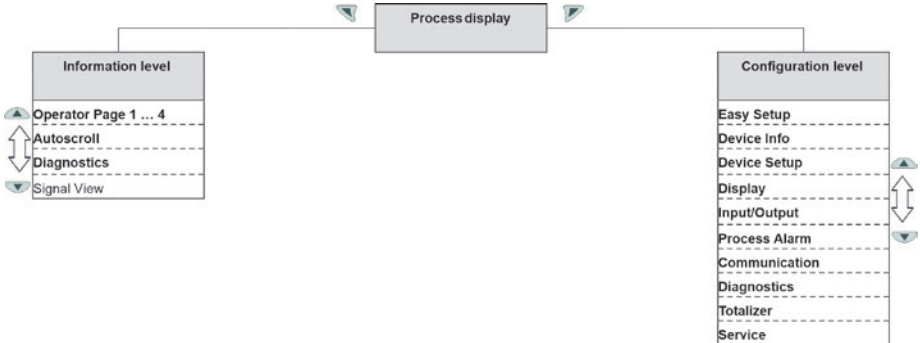 Process display
Information level
Operator Page 1 … 4
Autoscroll
Diagnostics
Signal View
Configuration level
Easy Setup
Device Info
Device Setup
Display
Input/Output
Process Alarm
Communication
Diagnostics
Totalizer
Service